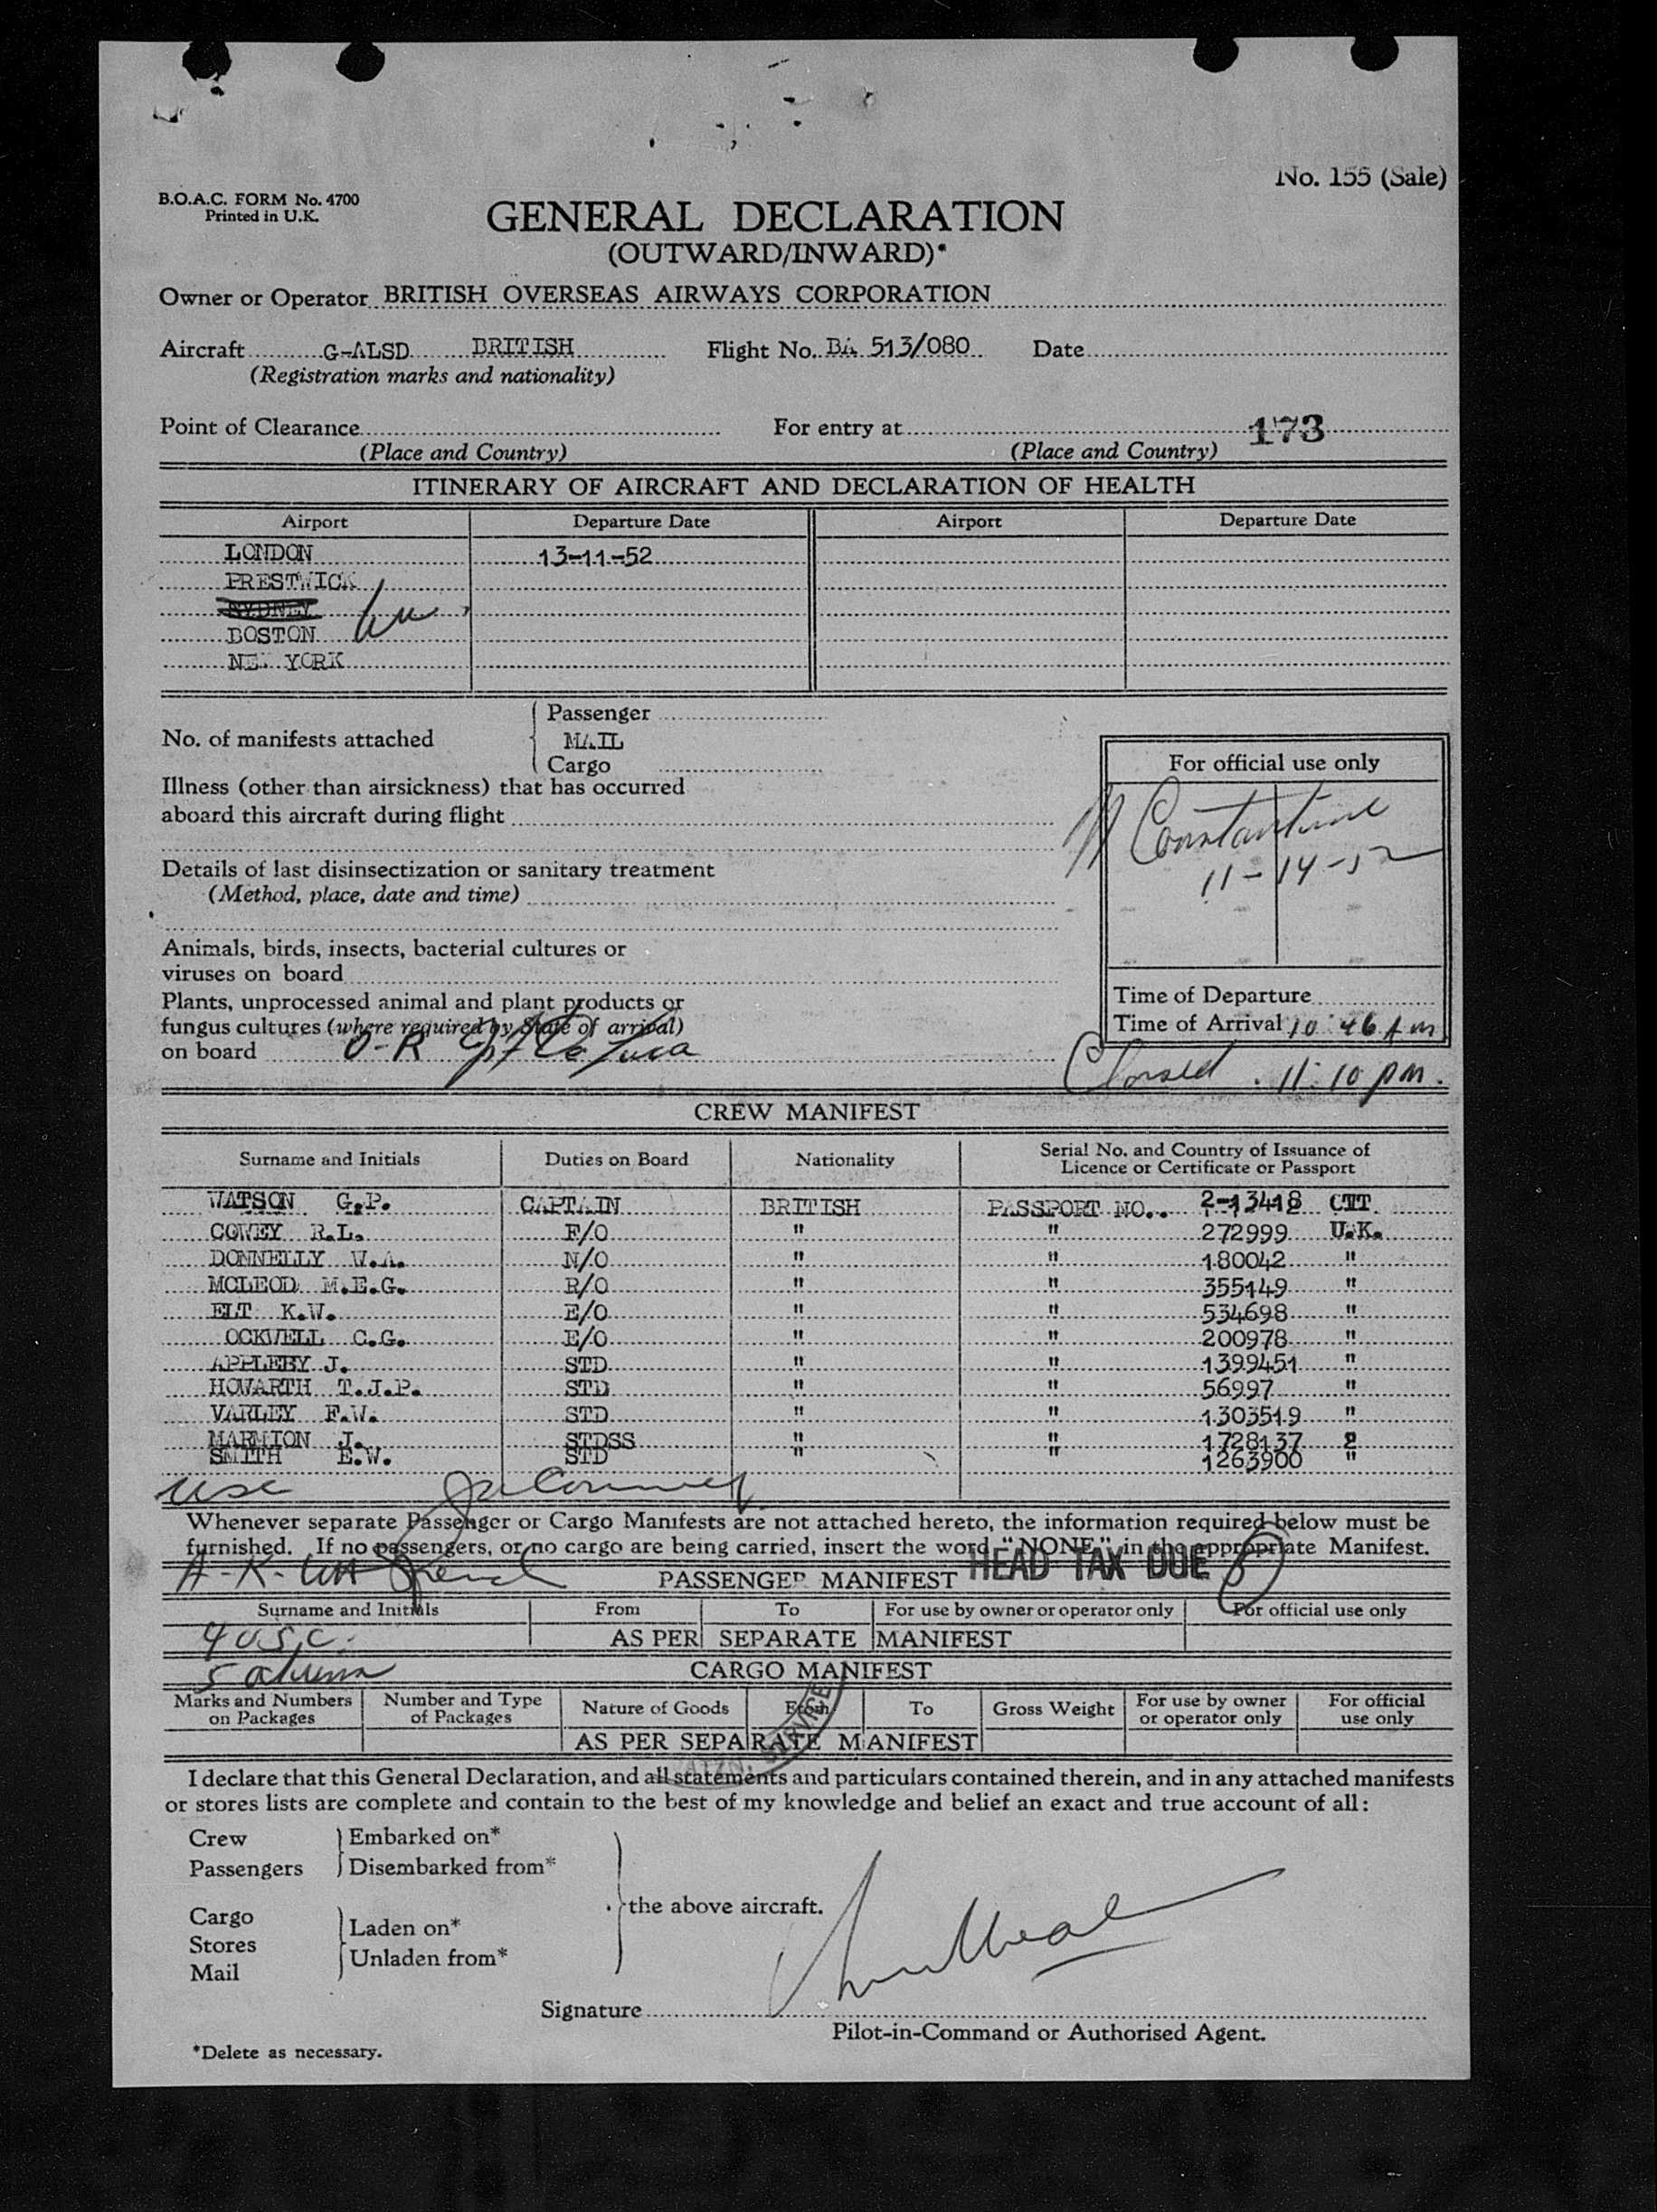 No. 155 (Sale)
B.O.A.C. FORM No. 4700
Printed in U.K.
GENERAL DECLARATION
(OUTWARD/INWARD)*
Owner or Operator BRITISH OVERSEAS AIRWAYS CORPORATION
Aircraft G-ALSD BRITISH Flight No. BA 513/080 Date
(Registration marks and nationality)
Point of Clearance For entry at 173
(Place and Country) (Place and Country)
ITINERARY OF AIRCRAFT AND DECLARATION OF HEALTH
Airport Departure Date Airport Departure Date
LONDON 13-11-52
PRESTWICK
SYDNEY
BOSTON
NEW YORK
Passenger
No. of manifests attached MAIL
Cargo
For official use only
Illness (other than airsickness) that has occurred
aboard this aircraft during flight
Constantine
11-14-52
Details of last disinsectization or sanitary treatment
(Method, place, date and time)
Animals, birds, insects, bacterial cultures or
viruses on board
Plants, unprocessed animal and plant products or
fungus cultures (where required by State of arrival)
on board O-R
Time of Departure
Time of Arrival 10 46 Am
11:10 pm.
CREW MANIFEST
Surname and Initials Duties on Board Nationality Serial No. and Country of Issuance of Licence or Certificate or Passport
WATSON G.P. CAPTAIN BRITISH PASSPORT NO.. 2-13418 CTT.
COWEY R.L. F/O " " 272999 U.K.
DONNELLY W.A. N/O " " 180042 "
MCLEOD M.E.G. R/O " " 355149 "
ELT K.W. E/O " " 534698 "
OCKWELL C.G. E/O " " 200978 "
APPLEBY J. STD " " 1399451 "
HOWARTH T.J.P. STD " " 56997 "
VARLEY F.W. STD " " 1303519 "
MARMION J. STDSS " " 1728137 2
SMITH E.W. STD " " 1263900 "
Whenever separate Passenger or Cargo Manifests are not attached hereto, the information required below must be
furnished. If no passengers, or no cargo are being carried, insert the word "NONE" in the appropriate Manifest.
HEAD TAX DUE
PASSENGER MANIFEST
Surname and Initials From To For use by owner or operator only For official use only
AS PER SEPARATE MANIFEST
CARGO MANIFEST
Marks and Numbers on Packages Number and Type of Packages Nature of Goods From To Gross Weight For use by owner or operator only For official use only
AS PER SEPARATE MANIFEST
SERVICE
I declare that this General Declaration, and all statements and particulars contained therein, and in any attached manifests
or stores lists are complete and contain to the best of my knowledge and belief an exact and true account of all:
Crew Embarked on*
Passengers Disembarked from*
the above aircraft.
Cargo Laden on*
Stores
Mail Unladen from*
Signature
Pilot-in-Command or Authorised Agent.
*Delete as necessary.